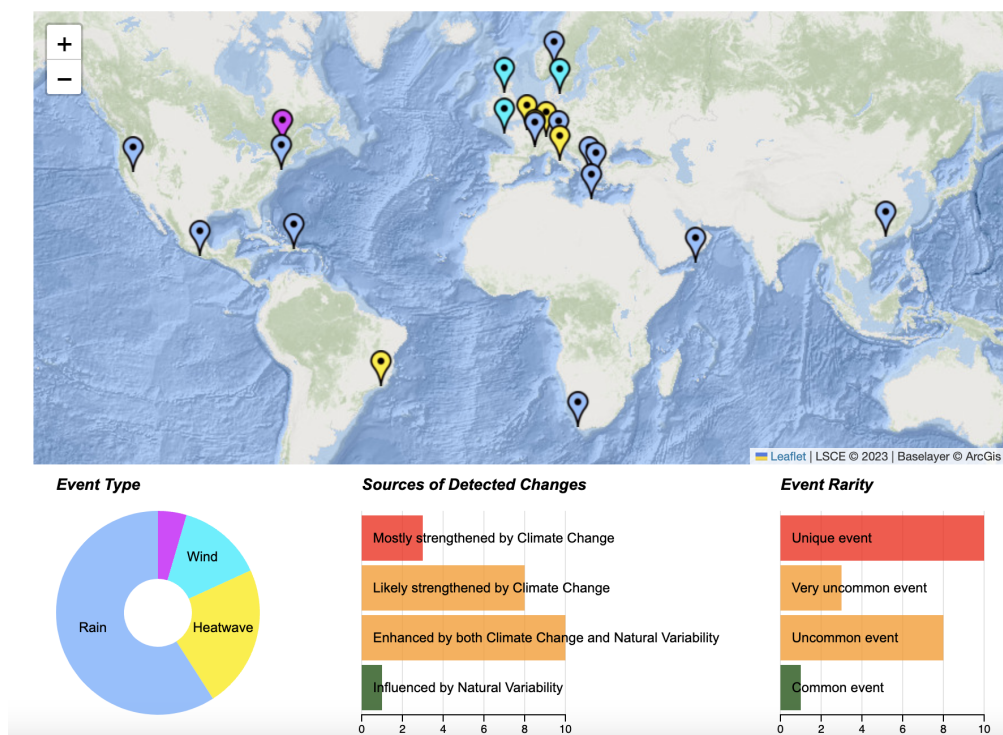 +
−
Leaflet | LSCE © 2023 | Baselayer © ArcGis
Event Type
Wind
Rain
Heatwave
Sources of Detected Changes
Mostly strengthened by Climate Change
Likely strengthened by Climate Change
Enhanced by both Climate Change and Natural Variability
Influenced by Natural Variability
0 2 4 6 8 10
Event Rarity
Unique event
Very uncommon event
Uncommon event
Common event
0 2 4 6 8 10